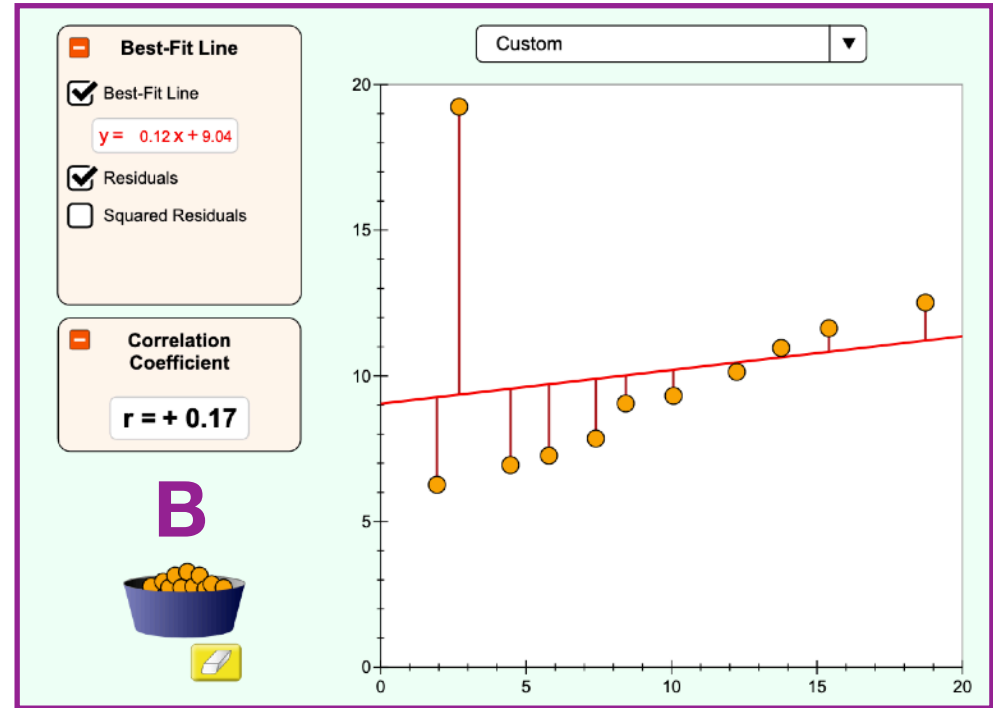 Best-Fit Line
Best-Fit Line
y = 0.12 x + 9.04
Residuals
Squared Residuals
Correlation
Coefficient
r = + 0.17
B
Custom
20
15
10
5
0
0 5 10 15 20